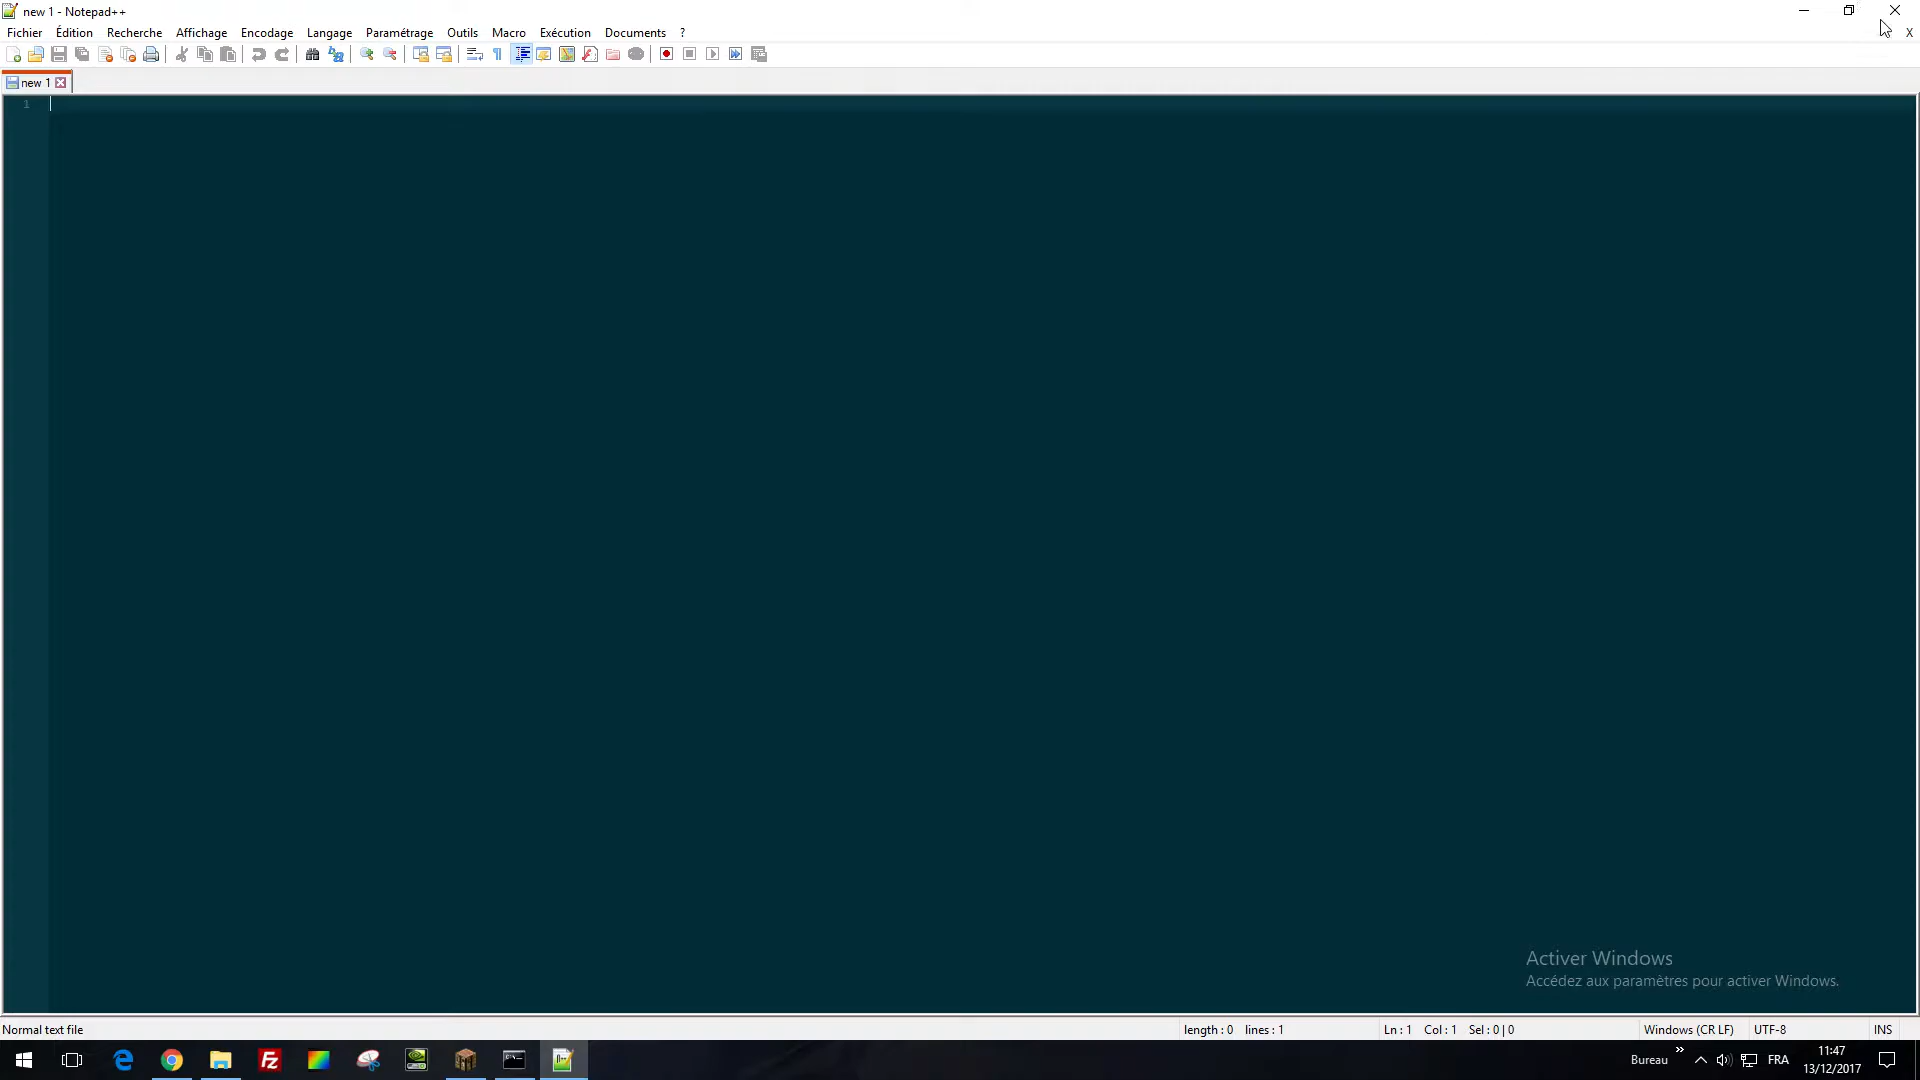 new 1 - Notepad++
Fichier Édition Recherche Affichage Encodage Langage Paramétrage Outils Macro Exécution Documents ? X
new 1
1
Activer Windows
Accédez aux paramètres pour activer Windows.
Normal text file length : 0 lines : 1 Ln : 1 Col : 1 Sel : 0 | 0 Windows (CR LF) UTF-8 INS
Bureau FRA 11:47
13/12/2017